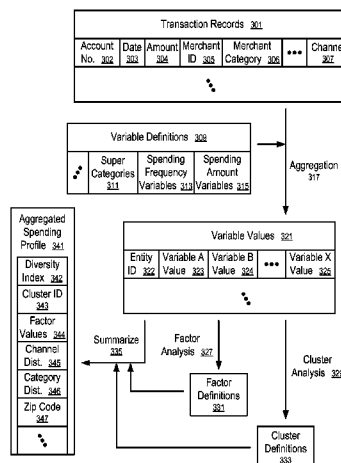 Transaction Records 301
Account No. 302
Date 303
Amount 304
Merchant ID 305
Merchant Category 306
•••
Channel 307
Variable Definitions 309
Super Categories 311
Spending Frequency Variables 313
Spending Amount Variables 315
Aggregation 317
Aggregated Spending Profile 341
Diversity Index 342
Cluster ID 343
Factor Values 344
Channel Dist. 345
Category Dist. 346
Zip Code 347
Variable Values 321
Entity ID 322
Variable A Value 323
Variable B Value 324
•••
Variable X Value 325
Summarize 335
Factor Analysis 327
Cluster Analysis 329
Factor Definitions 331
Cluster Definitions 333